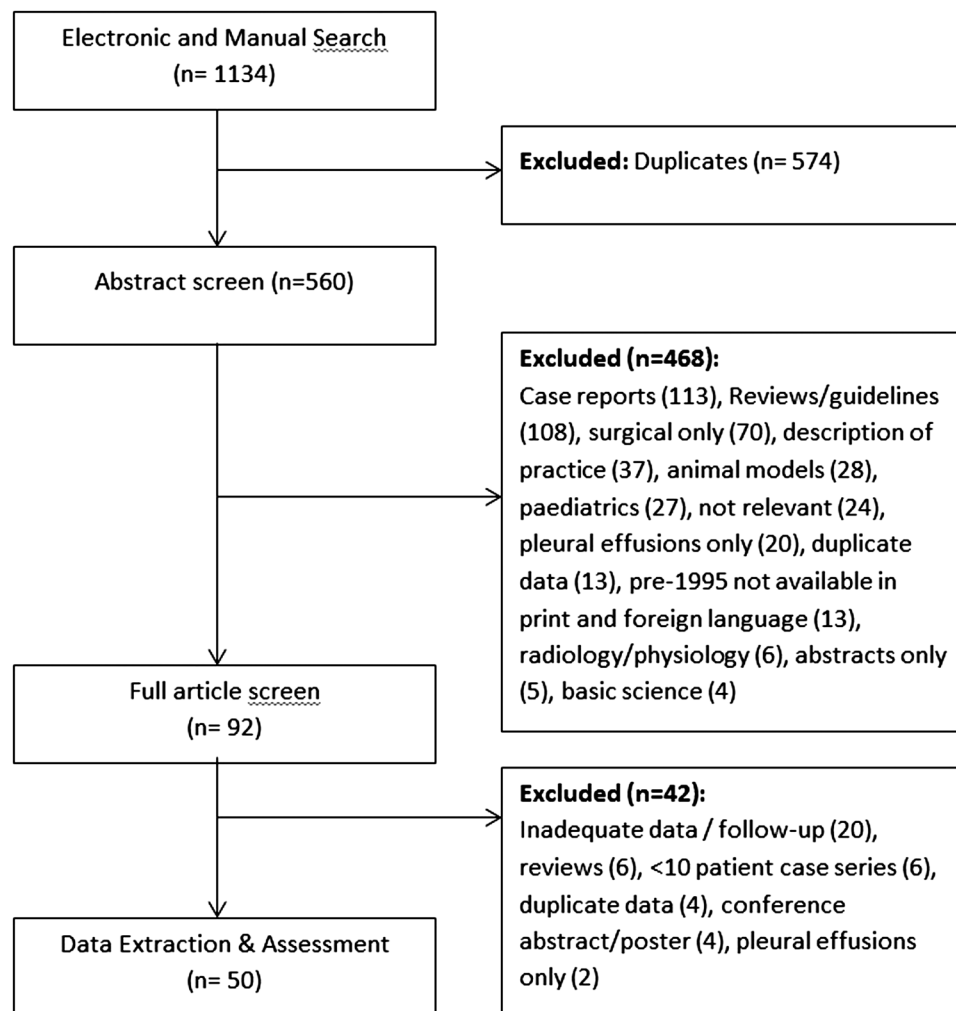 Electronic and Manual Search
(n= 1134)
Excluded: Duplicates (n= 574)
Abstract screen (n=560)
Excluded (n=468):
Case reports (113), Reviews/guidelines
(108), surgical only (70), description of
practice (37), animal models (28),
paediatrics (27), not relevant (24),
pleural effusions only (20), duplicate
data (13), pre-1995 not available in
print and foreign language (13),
radiology/physiology (6), abstracts only
(5), basic science (4)
Full article screen
(n= 92)
Excluded (n=42):
Inadequate data / follow-up (20),
reviews (6), <10 patient case series (6),
duplicate data (4), conference
abstract/poster (4), pleural effusions
only (2)
Data Extraction & Assessment
(n= 50)